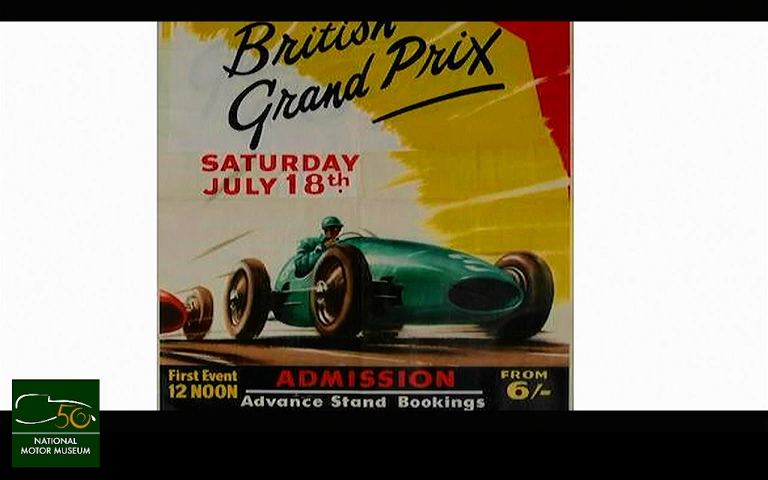 British
Grand Prix
SATURDAY
JULY 18th
First Event
12 NOON
ADMISSION
Advance Stand Bookings
FROM
6/-
50
NATIONAL
MOTOR MUSEUM